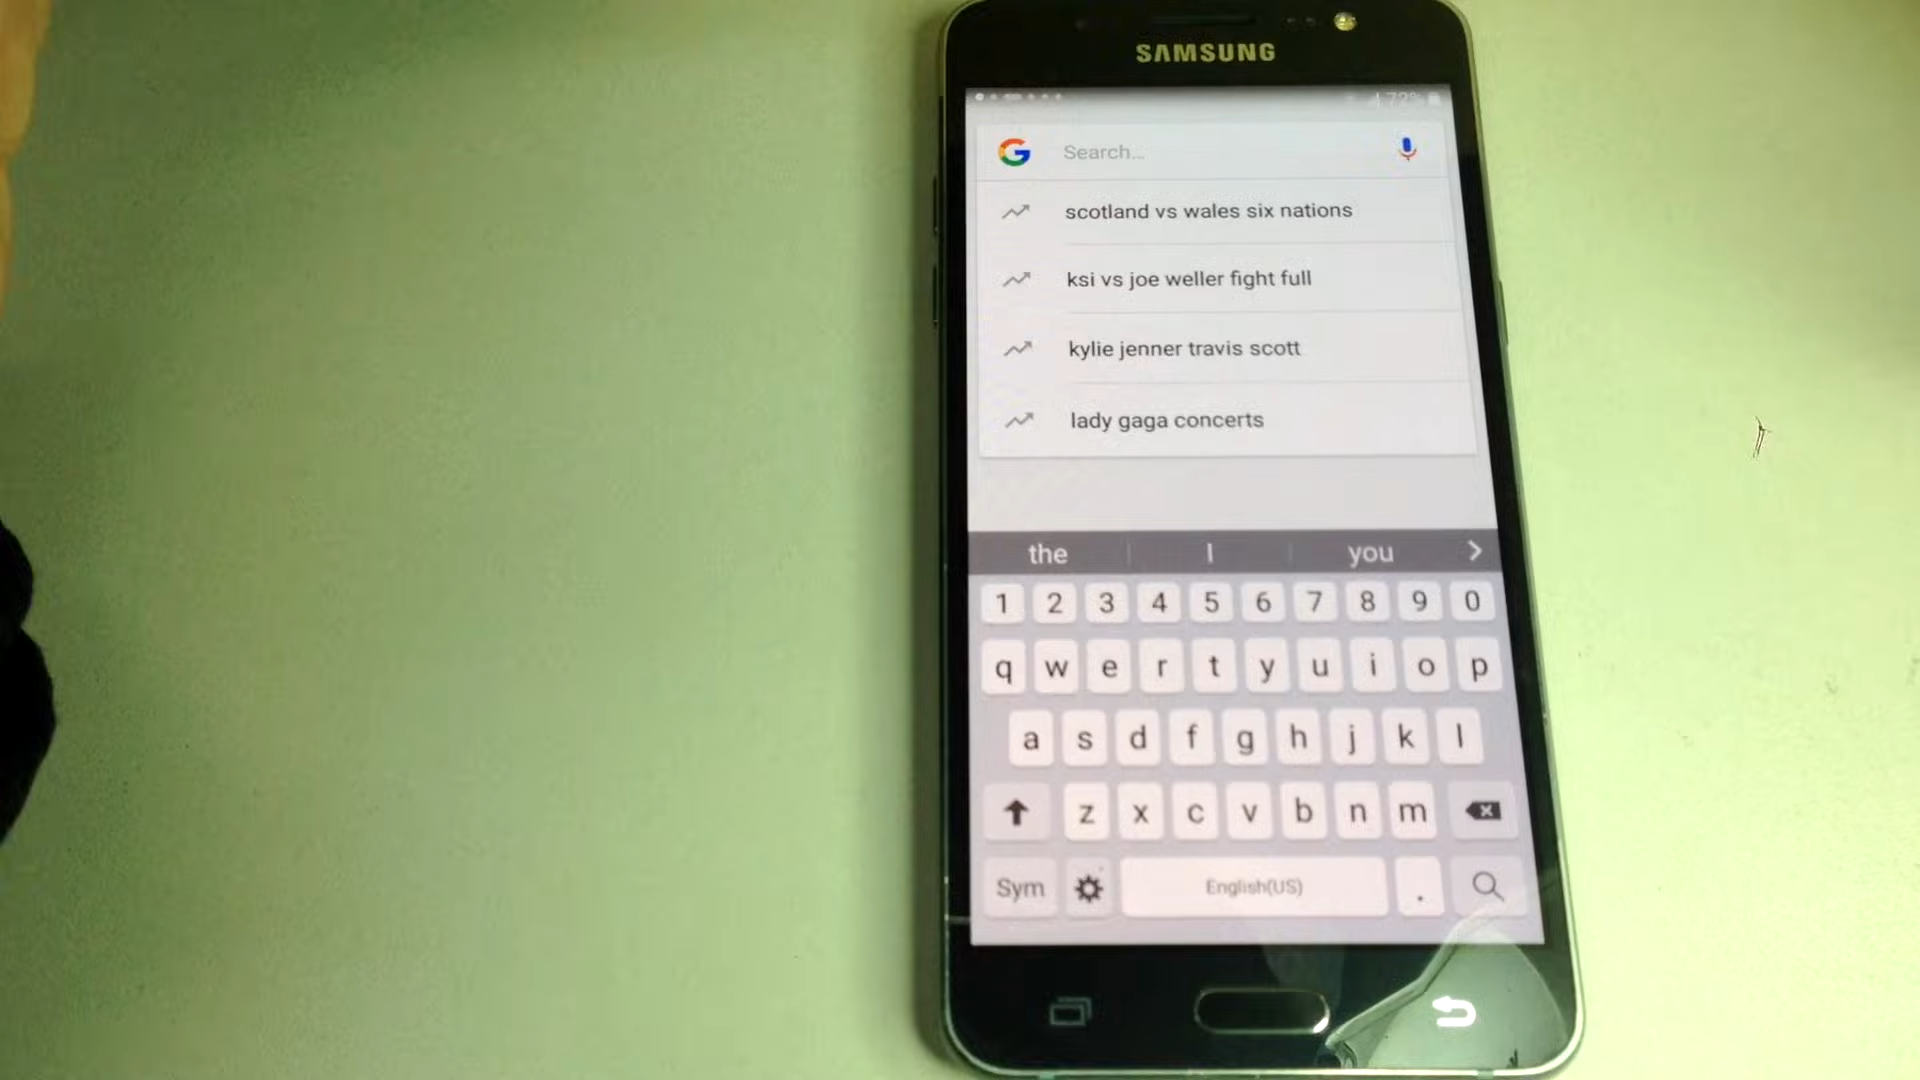 SAMSUNG
72%
Search...
scotland vs wales six nations
ksi vs joe weller fight full
kylie jenner travis scott
lady gaga concerts
the I you
1 2 3 4 5 6 7 8 9 0
q w e r t y u i o p
a s d f g h j k l
z x c v b n m
Sym English(US) .